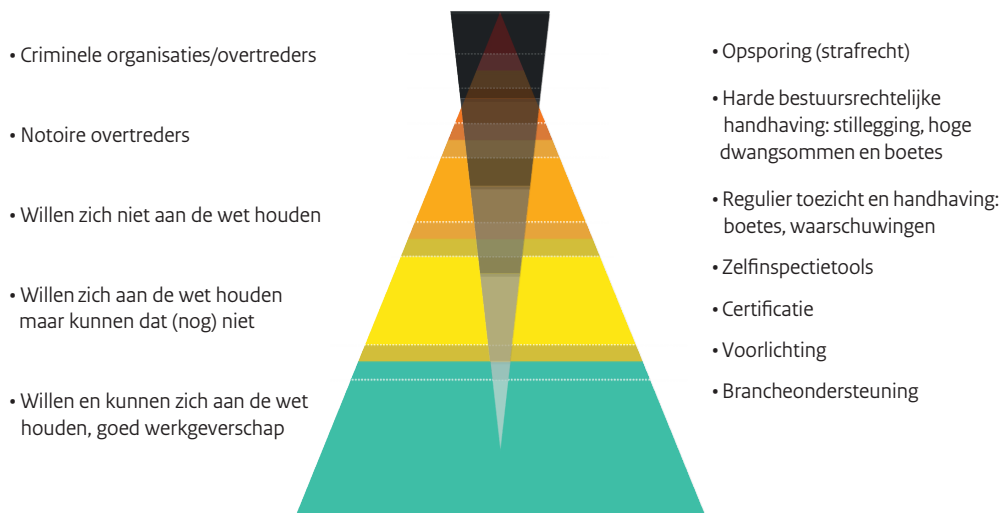 • Criminele organisaties/overtreders
• Notoire overtreders
• Willen zich niet aan de wet houden
• Willen zich aan de wet houden
maar kunnen dat (nog) niet
• Willen en kunnen zich aan de wet
houden, goed werkgeverschap
• Opsporing (strafrecht)
• Harde bestuursrechtelijke
handhaving: stillegging, hoge
dwangsommen en boetes
• Regulier toezicht en handhaving:
boetes, waarschuwingen
• Zelfinspectietools
• Certificatie
• Voorlichting
• Brancheondersteuning